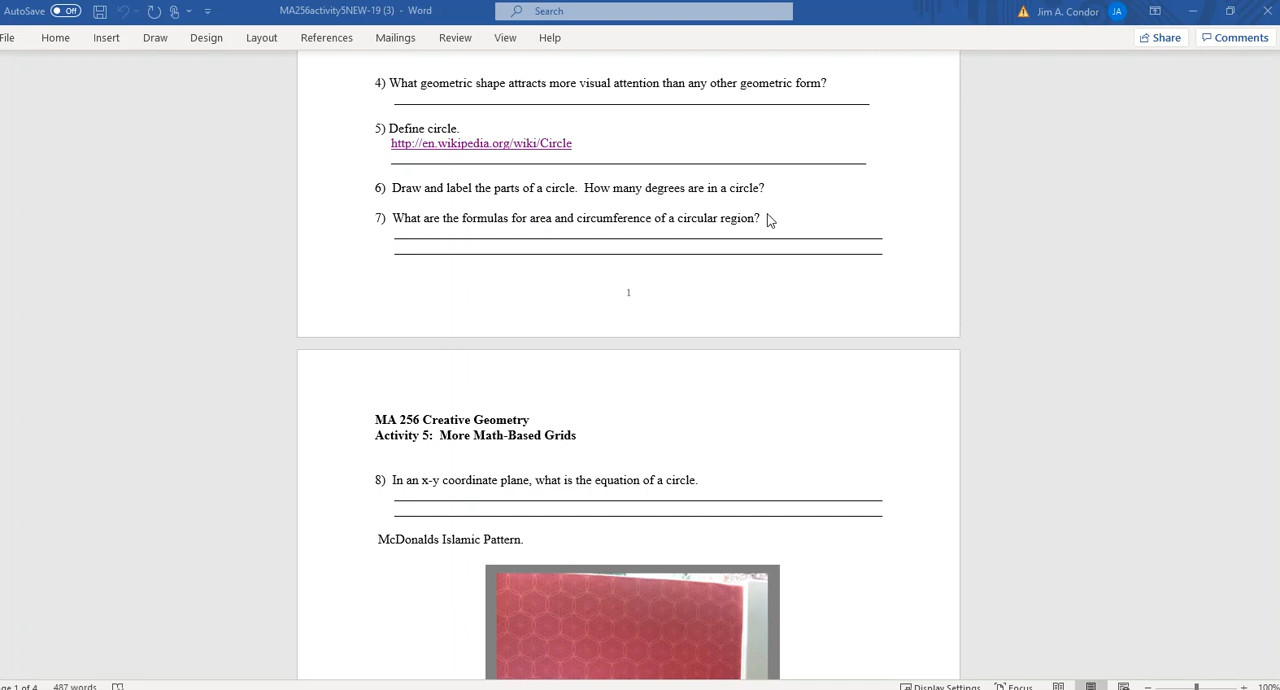 AutoSave Off MA256activity5NEW-19 (3) - Word Search Jim A. Condor JA
File Home Insert Draw Design Layout References Mailings Review View Help Share Comments
4) What geometric shape attracts more visual attention than any other geometric form?
5) Define circle.
http://en.wikipedia.org/wiki/Circle
6) Draw and label the parts of a circle. How many degrees are in a circle?
7) What are the formulas for area and circumference of a circular region?
1
MA 256 Creative Geometry
Activity 5: More Math-Based Grids
8) In an x-y coordinate plane, what is the equation of a circle.
McDonalds Islamic Pattern.
ge 1 of 4 487 words Display Settings Focus 100%